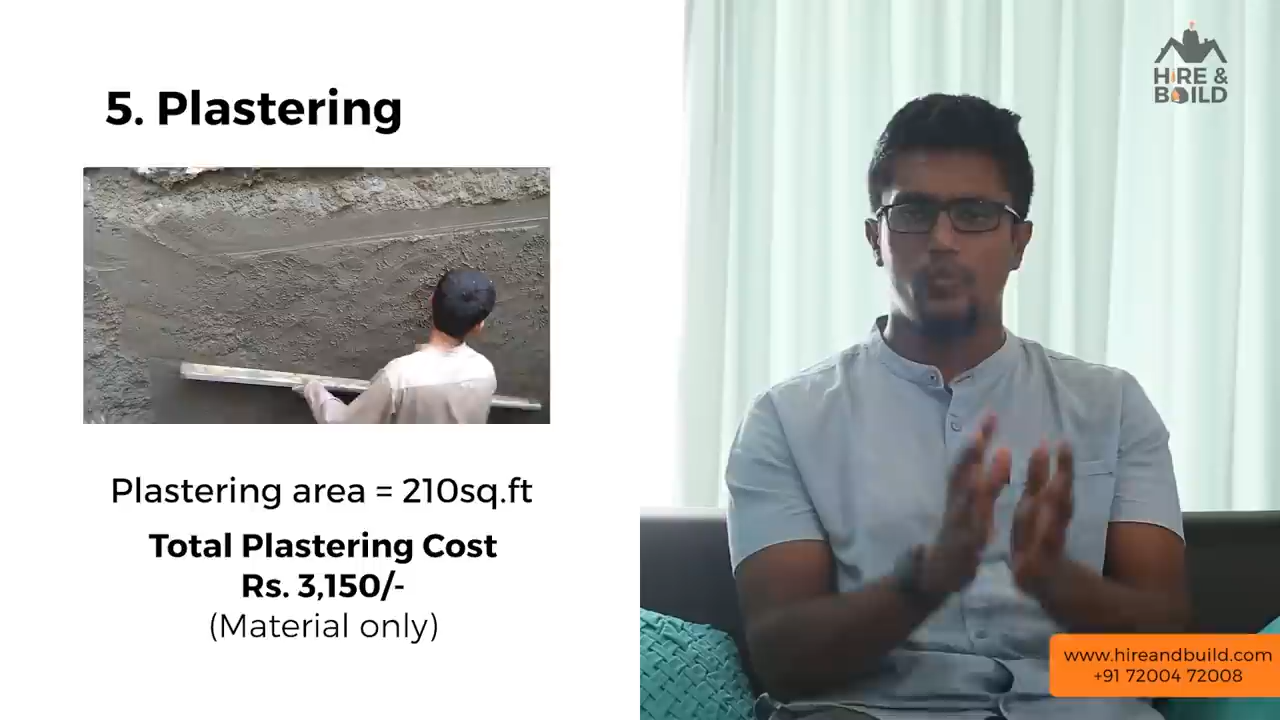 5. Plastering
Plastering area = 210sq.ft
Total Plastering Cost
Rs. 3,150/-
(Material only)
HIRE &
BUILD
www.hireandbuild.com
+91 72004 72008